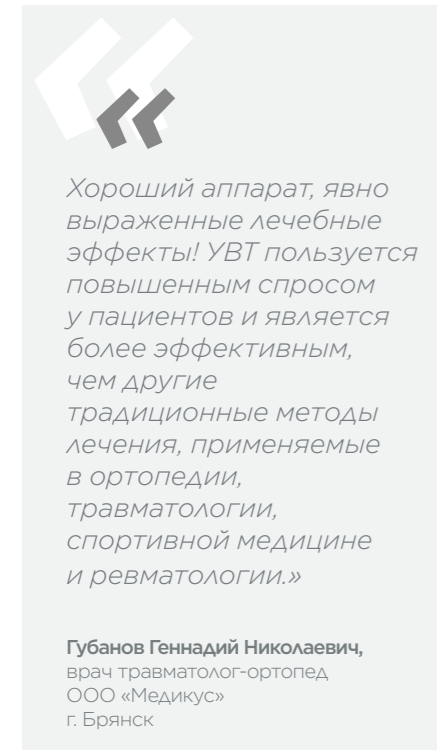 «
Хороший аппарат, явно
выраженные лечебные
эффекты! УВТ пользуется
повышенным спросом
у пациентов и является
более эффективным,
чем другие
традиционные методы
лечения, применяемые
в ортопедии,
травматологии,
спортивной медицине
и ревматологии.»
Губанов Геннадий Николаевич,
врач травматолог-ортопед
ООО «Медикус»
г. Брянск